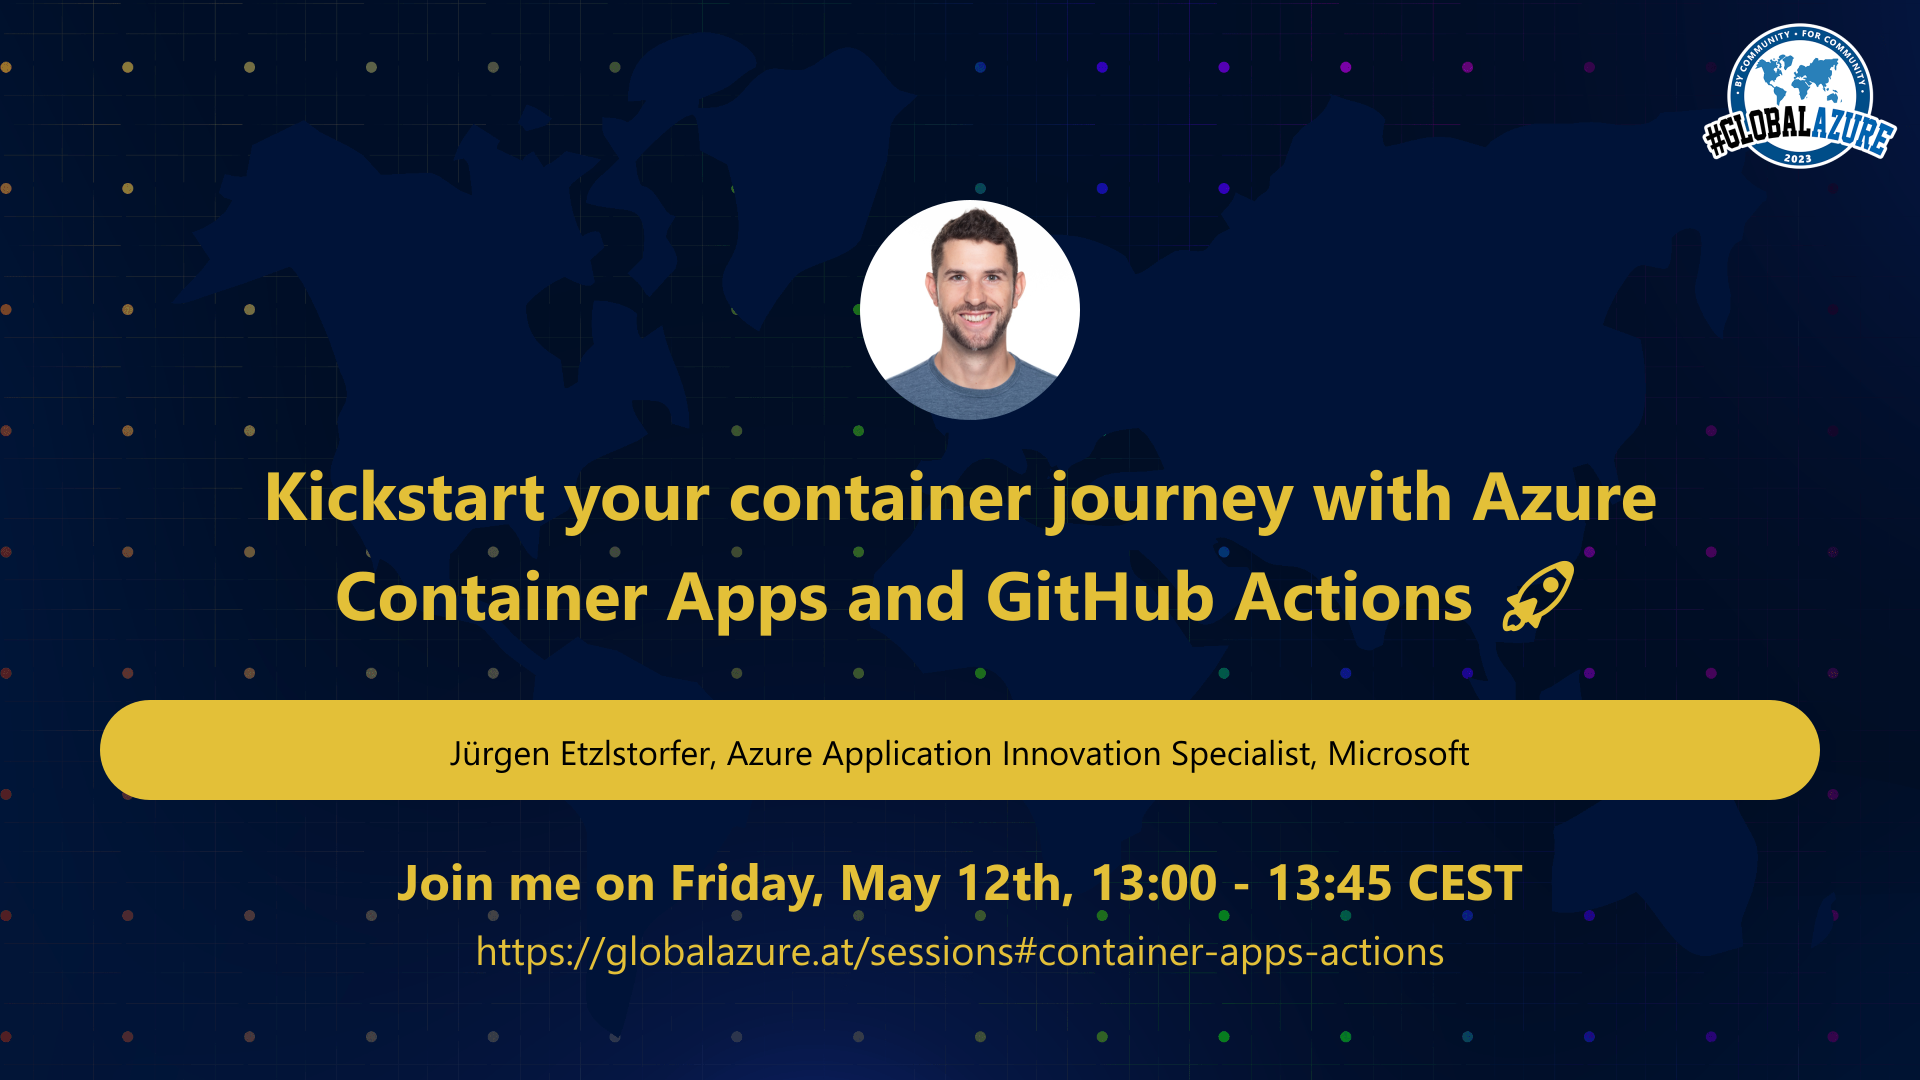 • BY COMMUNITY • FOR COMMUNITY •
#GLOBALAZURE
2023
Kickstart your container journey with Azure
Container Apps and GitHub Actions 🚀
Jürgen Etzlstorfer, Azure Application Innovation Specialist, Microsoft
Join me on Friday, May 12th, 13:00 - 13:45 CEST
https://globalazure.at/sessions#container-apps-actions